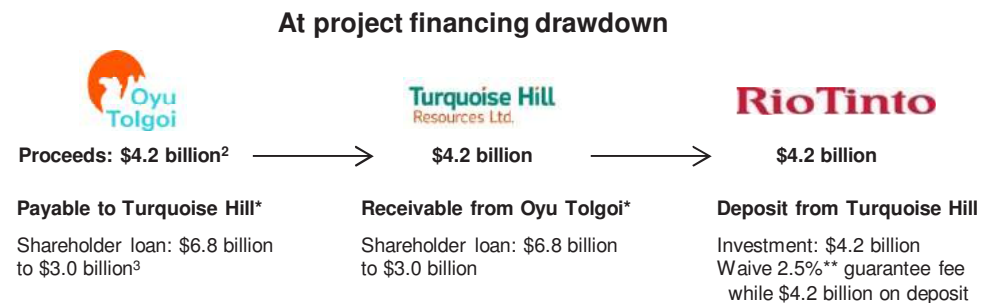 At project financing drawdown
Oyu
Tolgoi
Turquoise Hill
Resources Ltd.
RioTinto
Proceeds: $4.2 billion² $4.2 billion $4.2 billion
Payable to Turquoise Hill* Receivable from Oyu Tolgoi* Deposit from Turquoise Hill
Shareholder loan: $6.8 billion
to $3.0 billion³
Shareholder loan: $6.8 billion
to $3.0 billion
Investment: $4.2 billion
Waive 2.5%** guarantee fee
while $4.2 billion on deposit